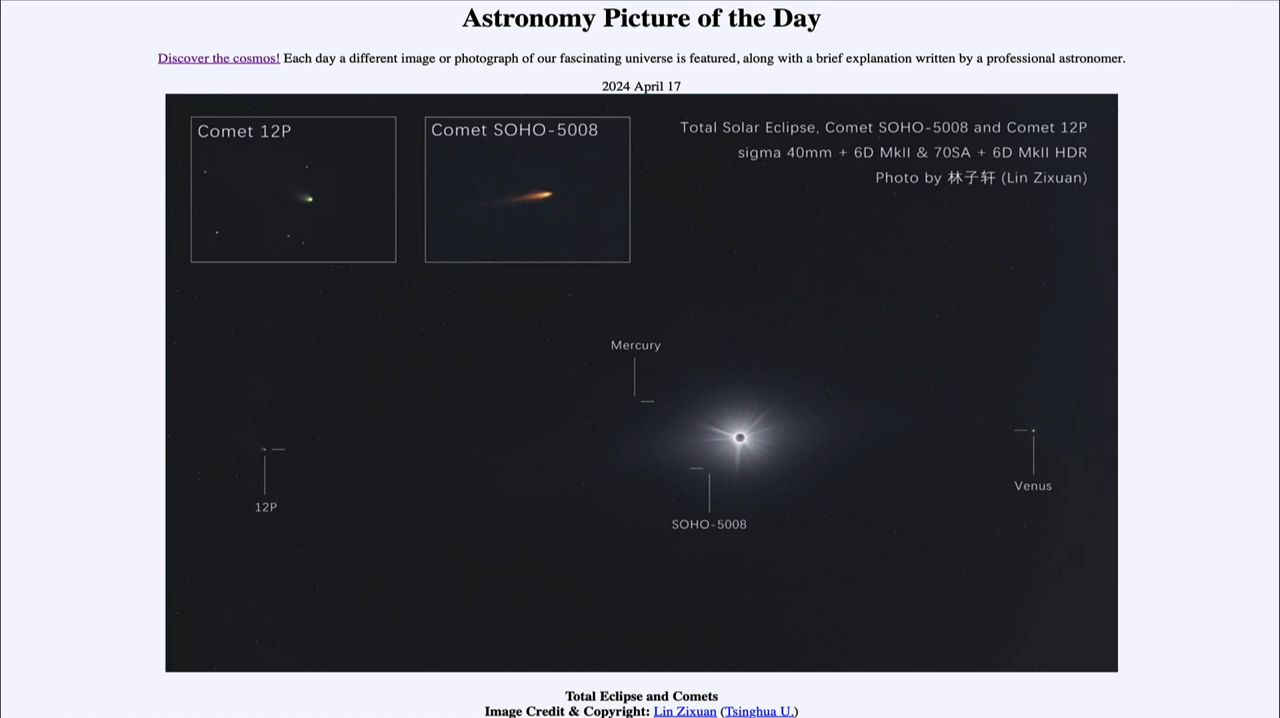 Astronomy Picture of the Day
Discover the cosmos! Each day a different image or photograph of our fascinating universe is featured, along with a brief explanation written by a professional astronomer.
2024 April 17
Comet 12P
Comet SOHO-5008
Total Solar Eclipse, Comet SOHO-5008 and Comet 12P
sigma 40mm + 6D MkII & 70SA + 6D MkII HDR
Photo by 林子轩 (Lin Zixuan)
Mercury
Venus
12P
SOHO-5008
Total Eclipse and Comets
Image Credit & Copyright: Lin Zixuan (Tsinghua U.)